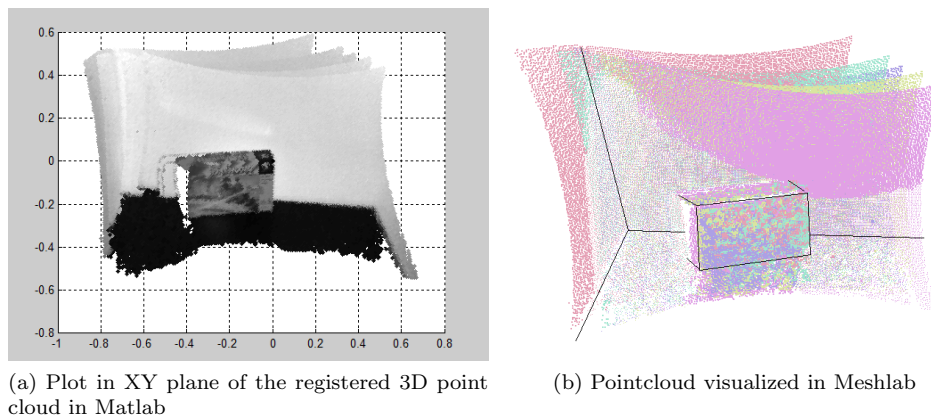 0.6
0.4
0.2
0
-0.2
-0.4
-0.6
-0.8
-1 -0.8 -0.6 -0.4 -0.2 0 0.2 0.4 0.6 0.8
(a) Plot in XY plane of the registered 3D point
cloud in Matlab
(b) Pointcloud visualized in Meshlab